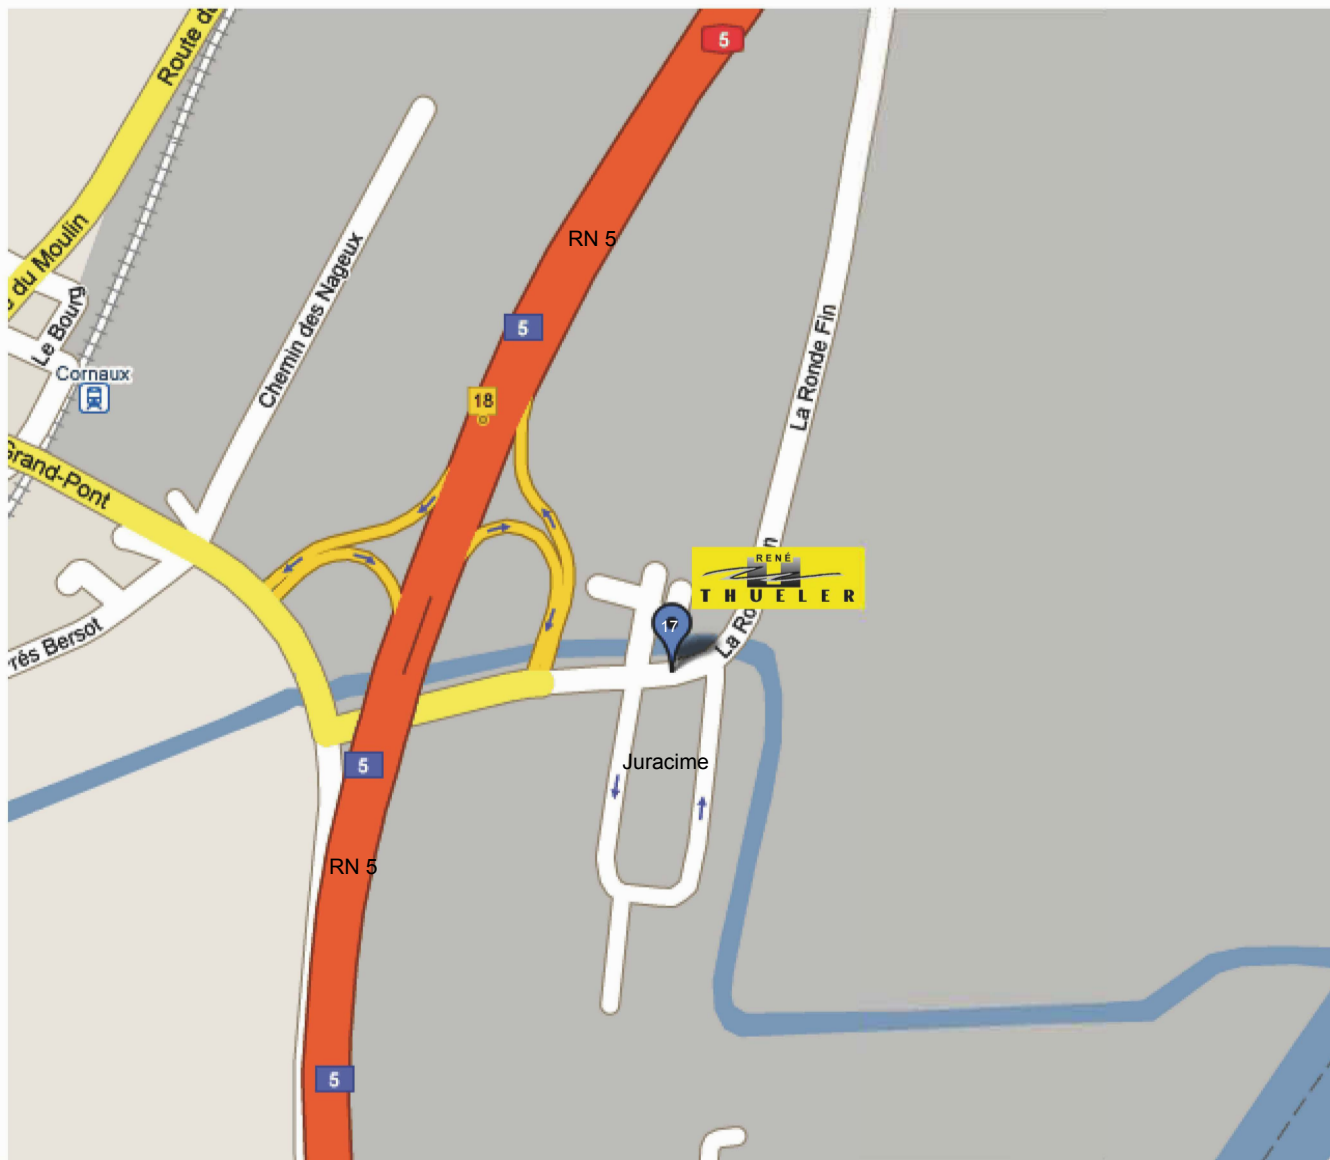 5
Route du
RN 5
du Moulin
Chemin des Nageux
Le Bourg
5
La Ronde Fin
Cornaux
18
Grand-Pont
RENÉ
THUELER
17
La Ro
n
rés Bersot
Juracime
5
RN 5
5